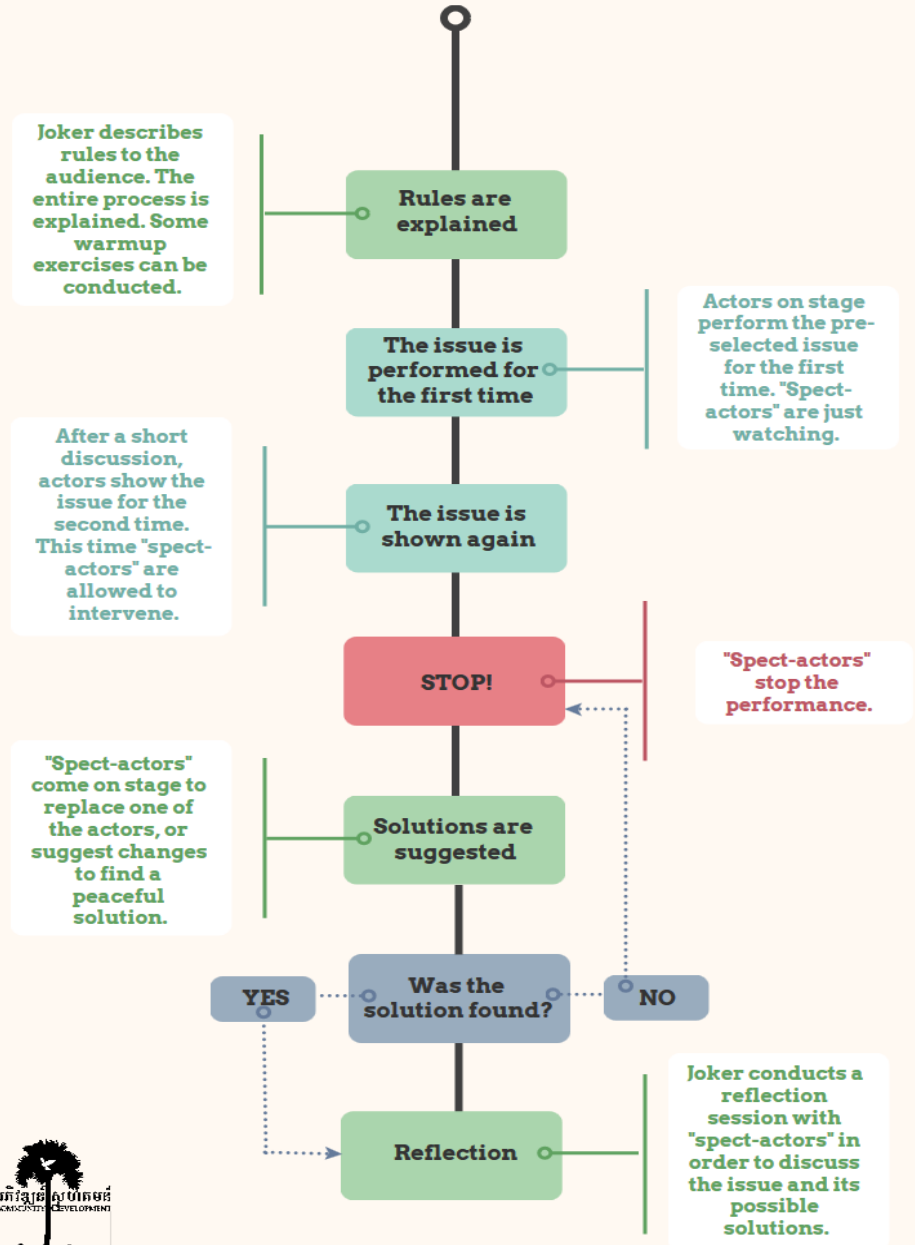 Joker describes
rules to the
audience. The
entire process is
explained. Some
warmup
exercises can be
conducted.
Rules are
explained
The issue is
performed for
the first time
Actors on stage
perform the pre-
selected issue
for the first
time. "Spect-
actors" are just
watching.
After a short
discussion,
actors show the
issue for the
second time.
This time "spect-
actors" are
allowed to
intervene.
The issue is
shown again
STOP!
"Spect-actors"
stop the
performance.
"Spect-actors"
come on stage to
replace one of
the actors, or
suggest changes
to find a
peaceful
solution.
Solutions are
suggested
Was the
solution found?
YES
NO
Reflection
Joker conducts a
reflection
session with
"spect-actors" in
order to discuss
the issue and its
possible
solutions.
DEVELOPMENT